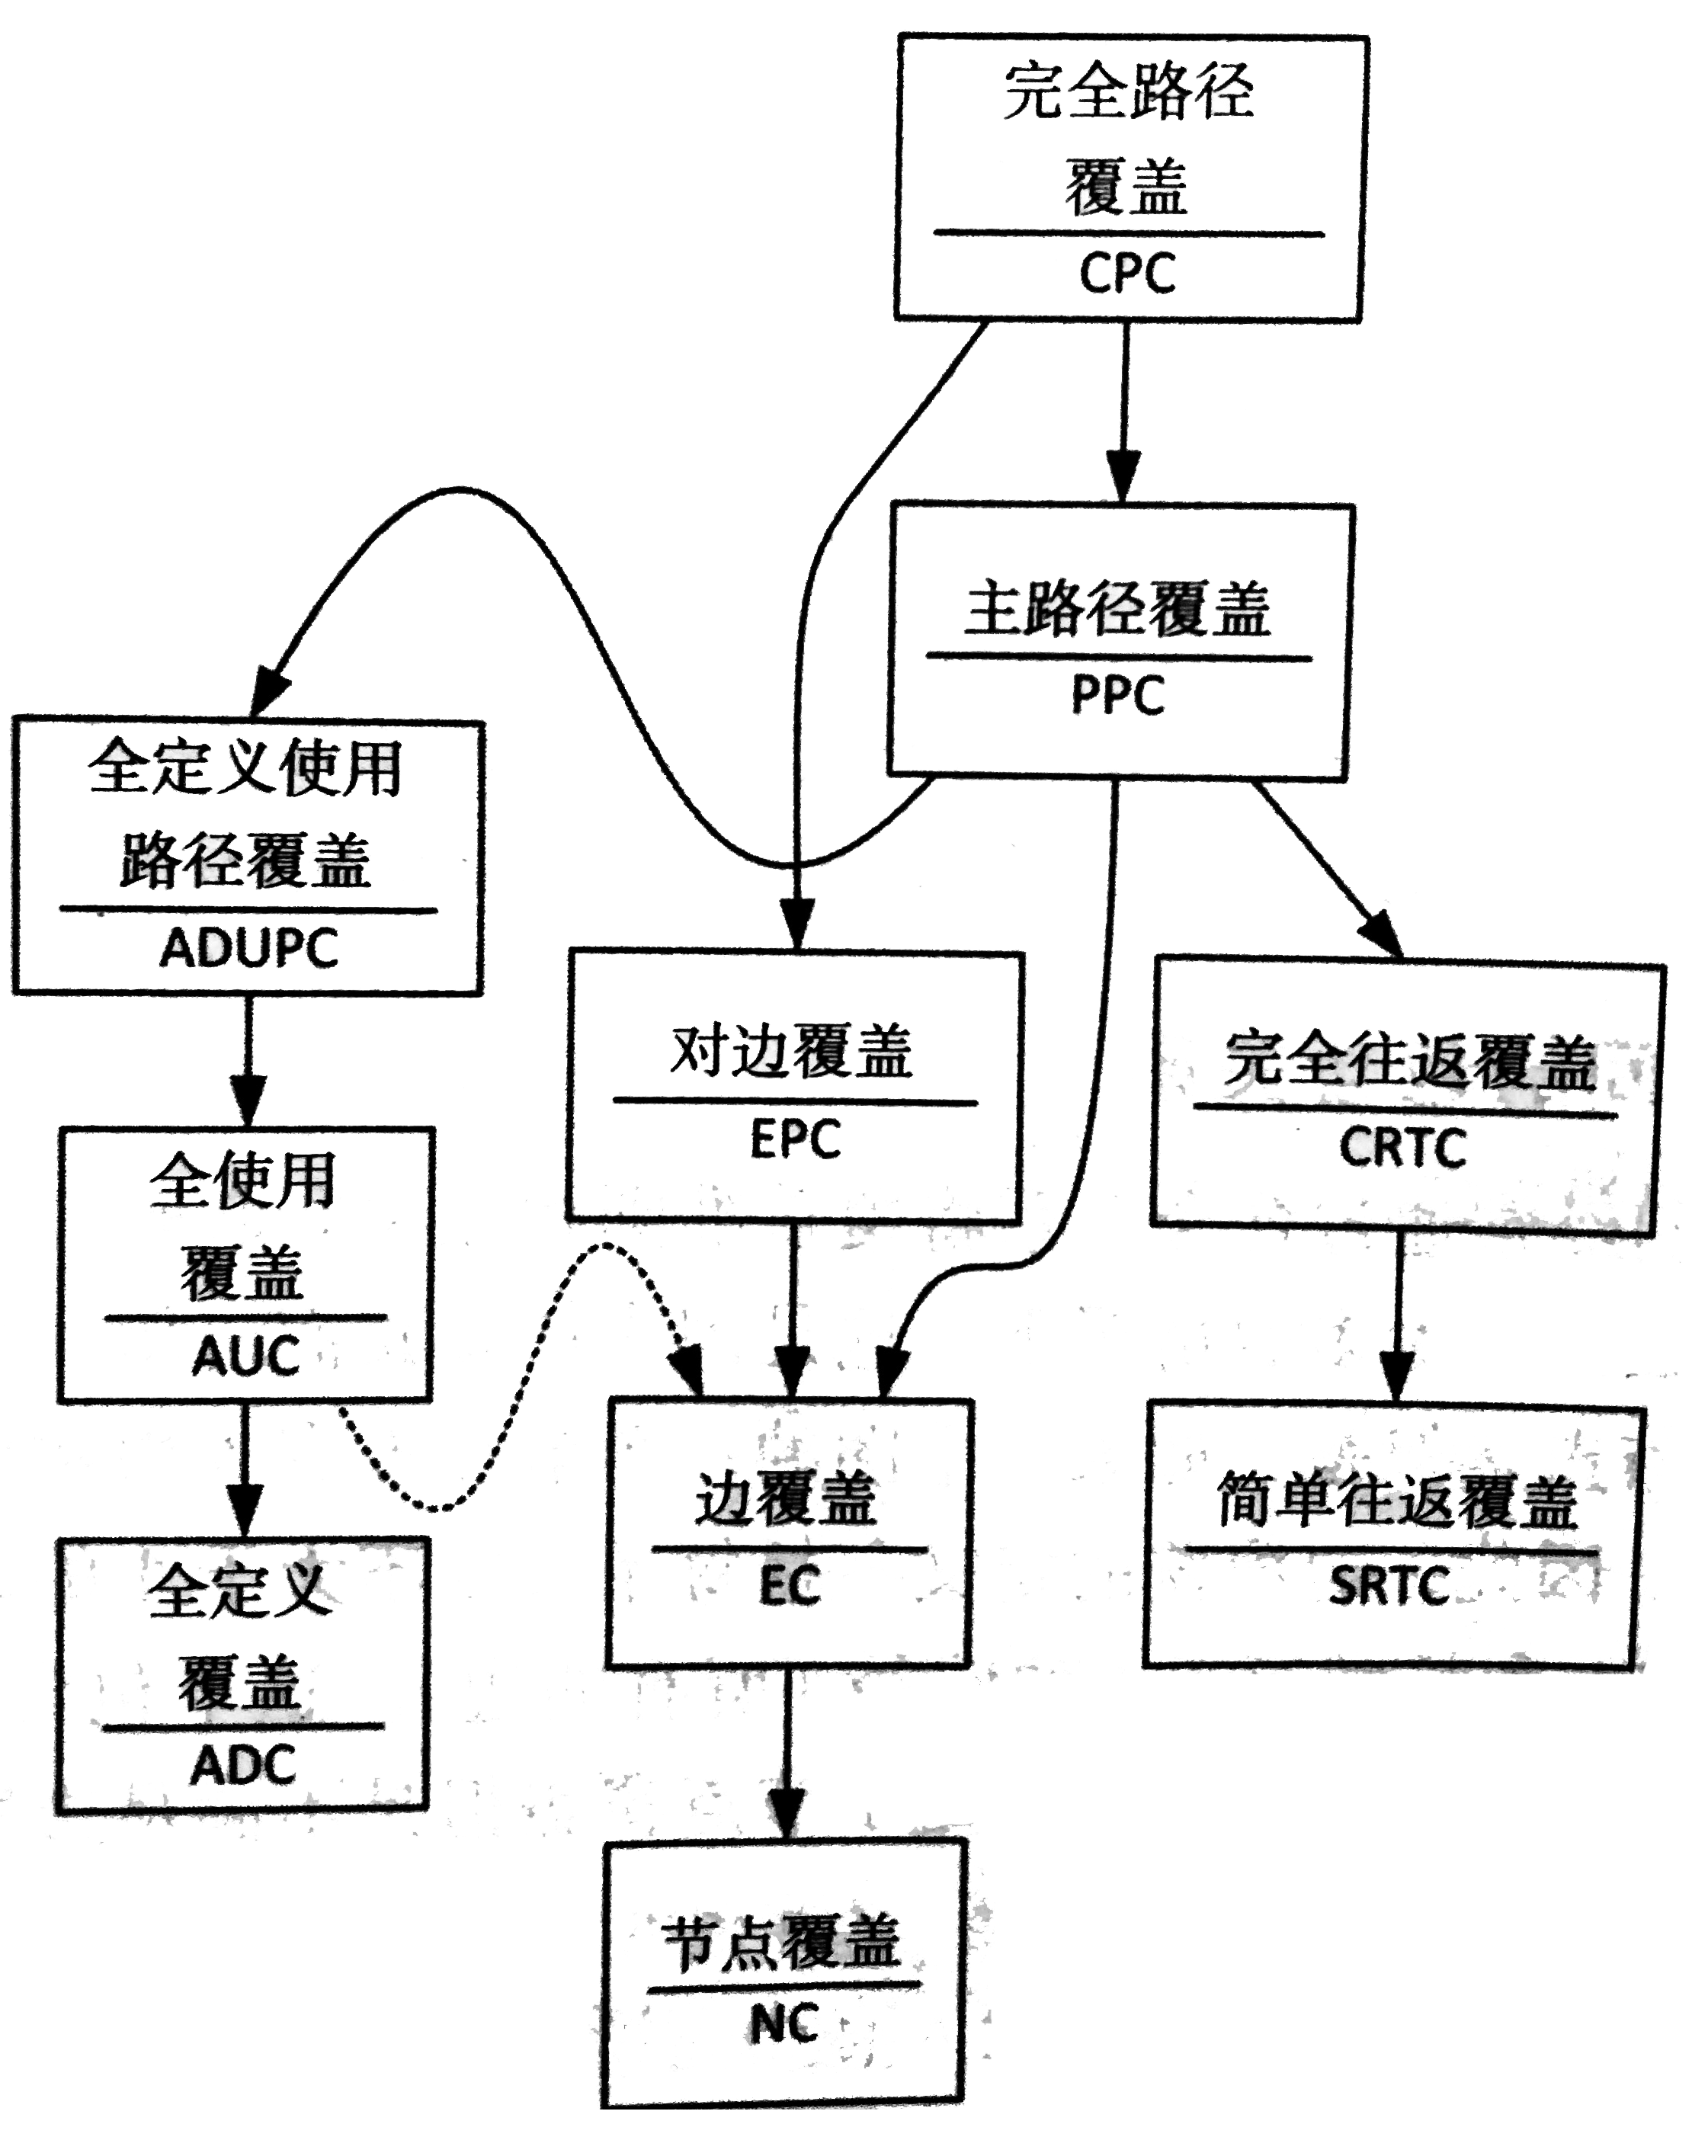 完全路径
覆盖
CPC
主路径覆盖
PPC
全定义使用
路径覆盖
ADUPC
对边覆盖
EPC
完全往返覆盖
CRTC
全使用
覆盖
AUC
边覆盖
EC
简单往返覆盖
SRTC
全定义
覆盖
ADC
节点覆盖
NC